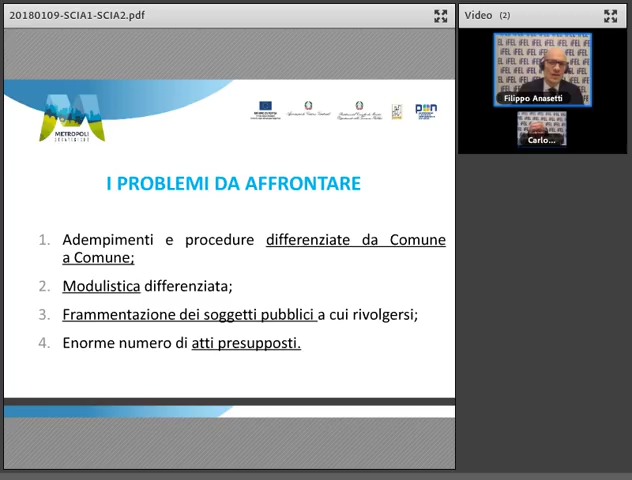 20180109-SCIA1-SCIA2.pdf
METROPOLI
I PROBLEMI DA AFFRONTARE
1. Adempimenti e procedure differenziate da Comune
a Comune;
2. Modulistica differenziata;
3. Frammentazione dei soggetti pubblici a cui rivolgersi;
4. Enorme numero di atti presupposti.
Video (2)
Filippo Anasetti
Carlo...